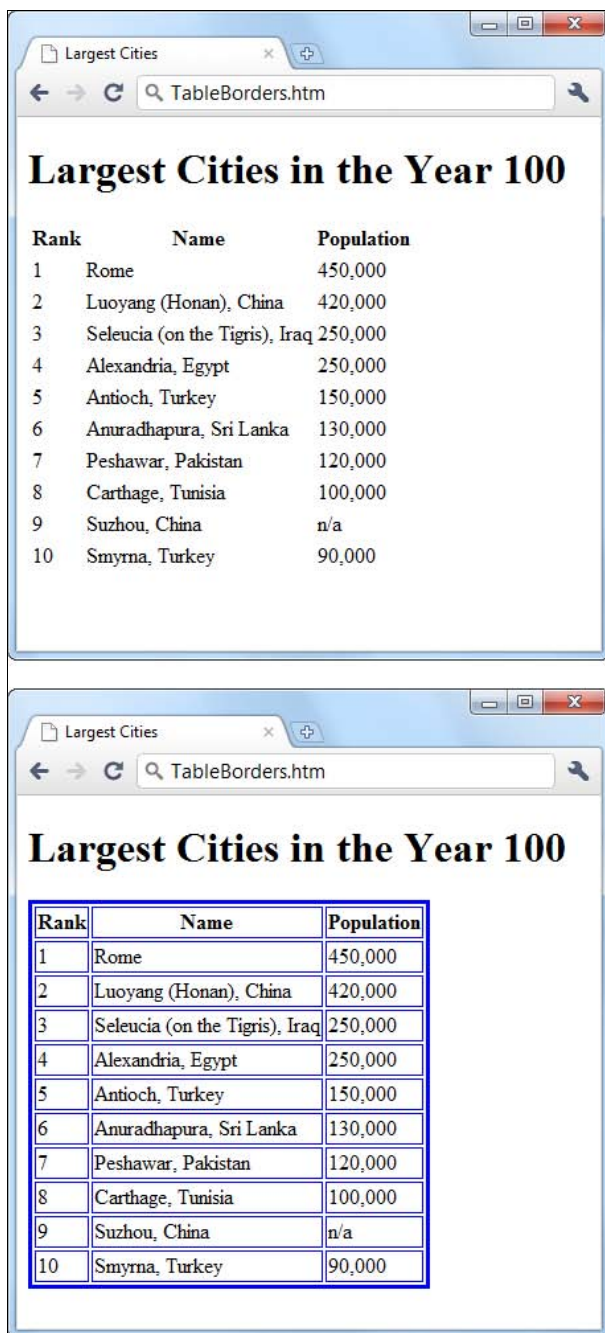 Largest Cities
TableBorders.htm
Largest Cities in the Year 100
Rank Name Population
1 Rome 450,000
2 Luoyang (Honan), China 420,000
3 Seleucia (on the Tigris), Iraq 250,000
4 Alexandria, Egypt 250,000
5 Antioch, Turkey 150,000
6 Anuradhapura, Sri Lanka 130,000
7 Peshawar, Pakistan 120,000
8 Carthage, Tunisia 100,000
9 Suzhou, China n/a
10 Smyrna, Turkey 90,000
Largest Cities
TableBorders.htm
Largest Cities in the Year 100
Rank Name Population
1 Rome 450,000
2 Luoyang (Honan), China 420,000
3 Seleucia (on the Tigris), Iraq 250,000
4 Alexandria, Egypt 250,000
5 Antioch, Turkey 150,000
6 Anuradhapura, Sri Lanka 130,000
7 Peshawar, Pakistan 120,000
8 Carthage, Tunisia 100,000
9 Suzhou, China n/a
10 Smyrna, Turkey 90,000